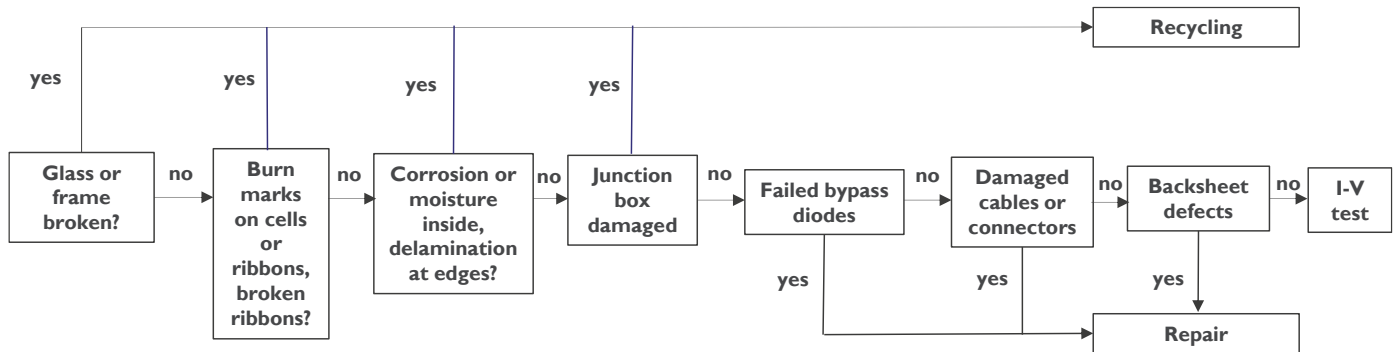 Recycling
yes
yes
yes
yes
Glass or
frame
broken?
no
Burn
marks
on cells
or
ribbons,
broken
ribbons?
no
Corrosion or
moisture
inside,
delamination
at edges?
no
Junction
box
damaged
no
Failed bypass
diodes
no
Damaged
cables or
connectors
no
Backsheet
defects
no
I-V
test
yes
yes
yes
Repair